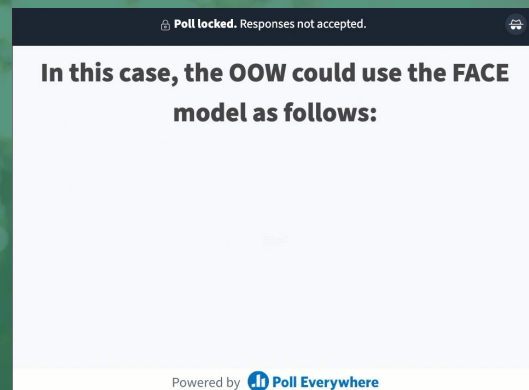 Poll locked. Responses not accepted.
In this case, the OOW could use the FACE
model as follows:
Powered by Poll Everywhere